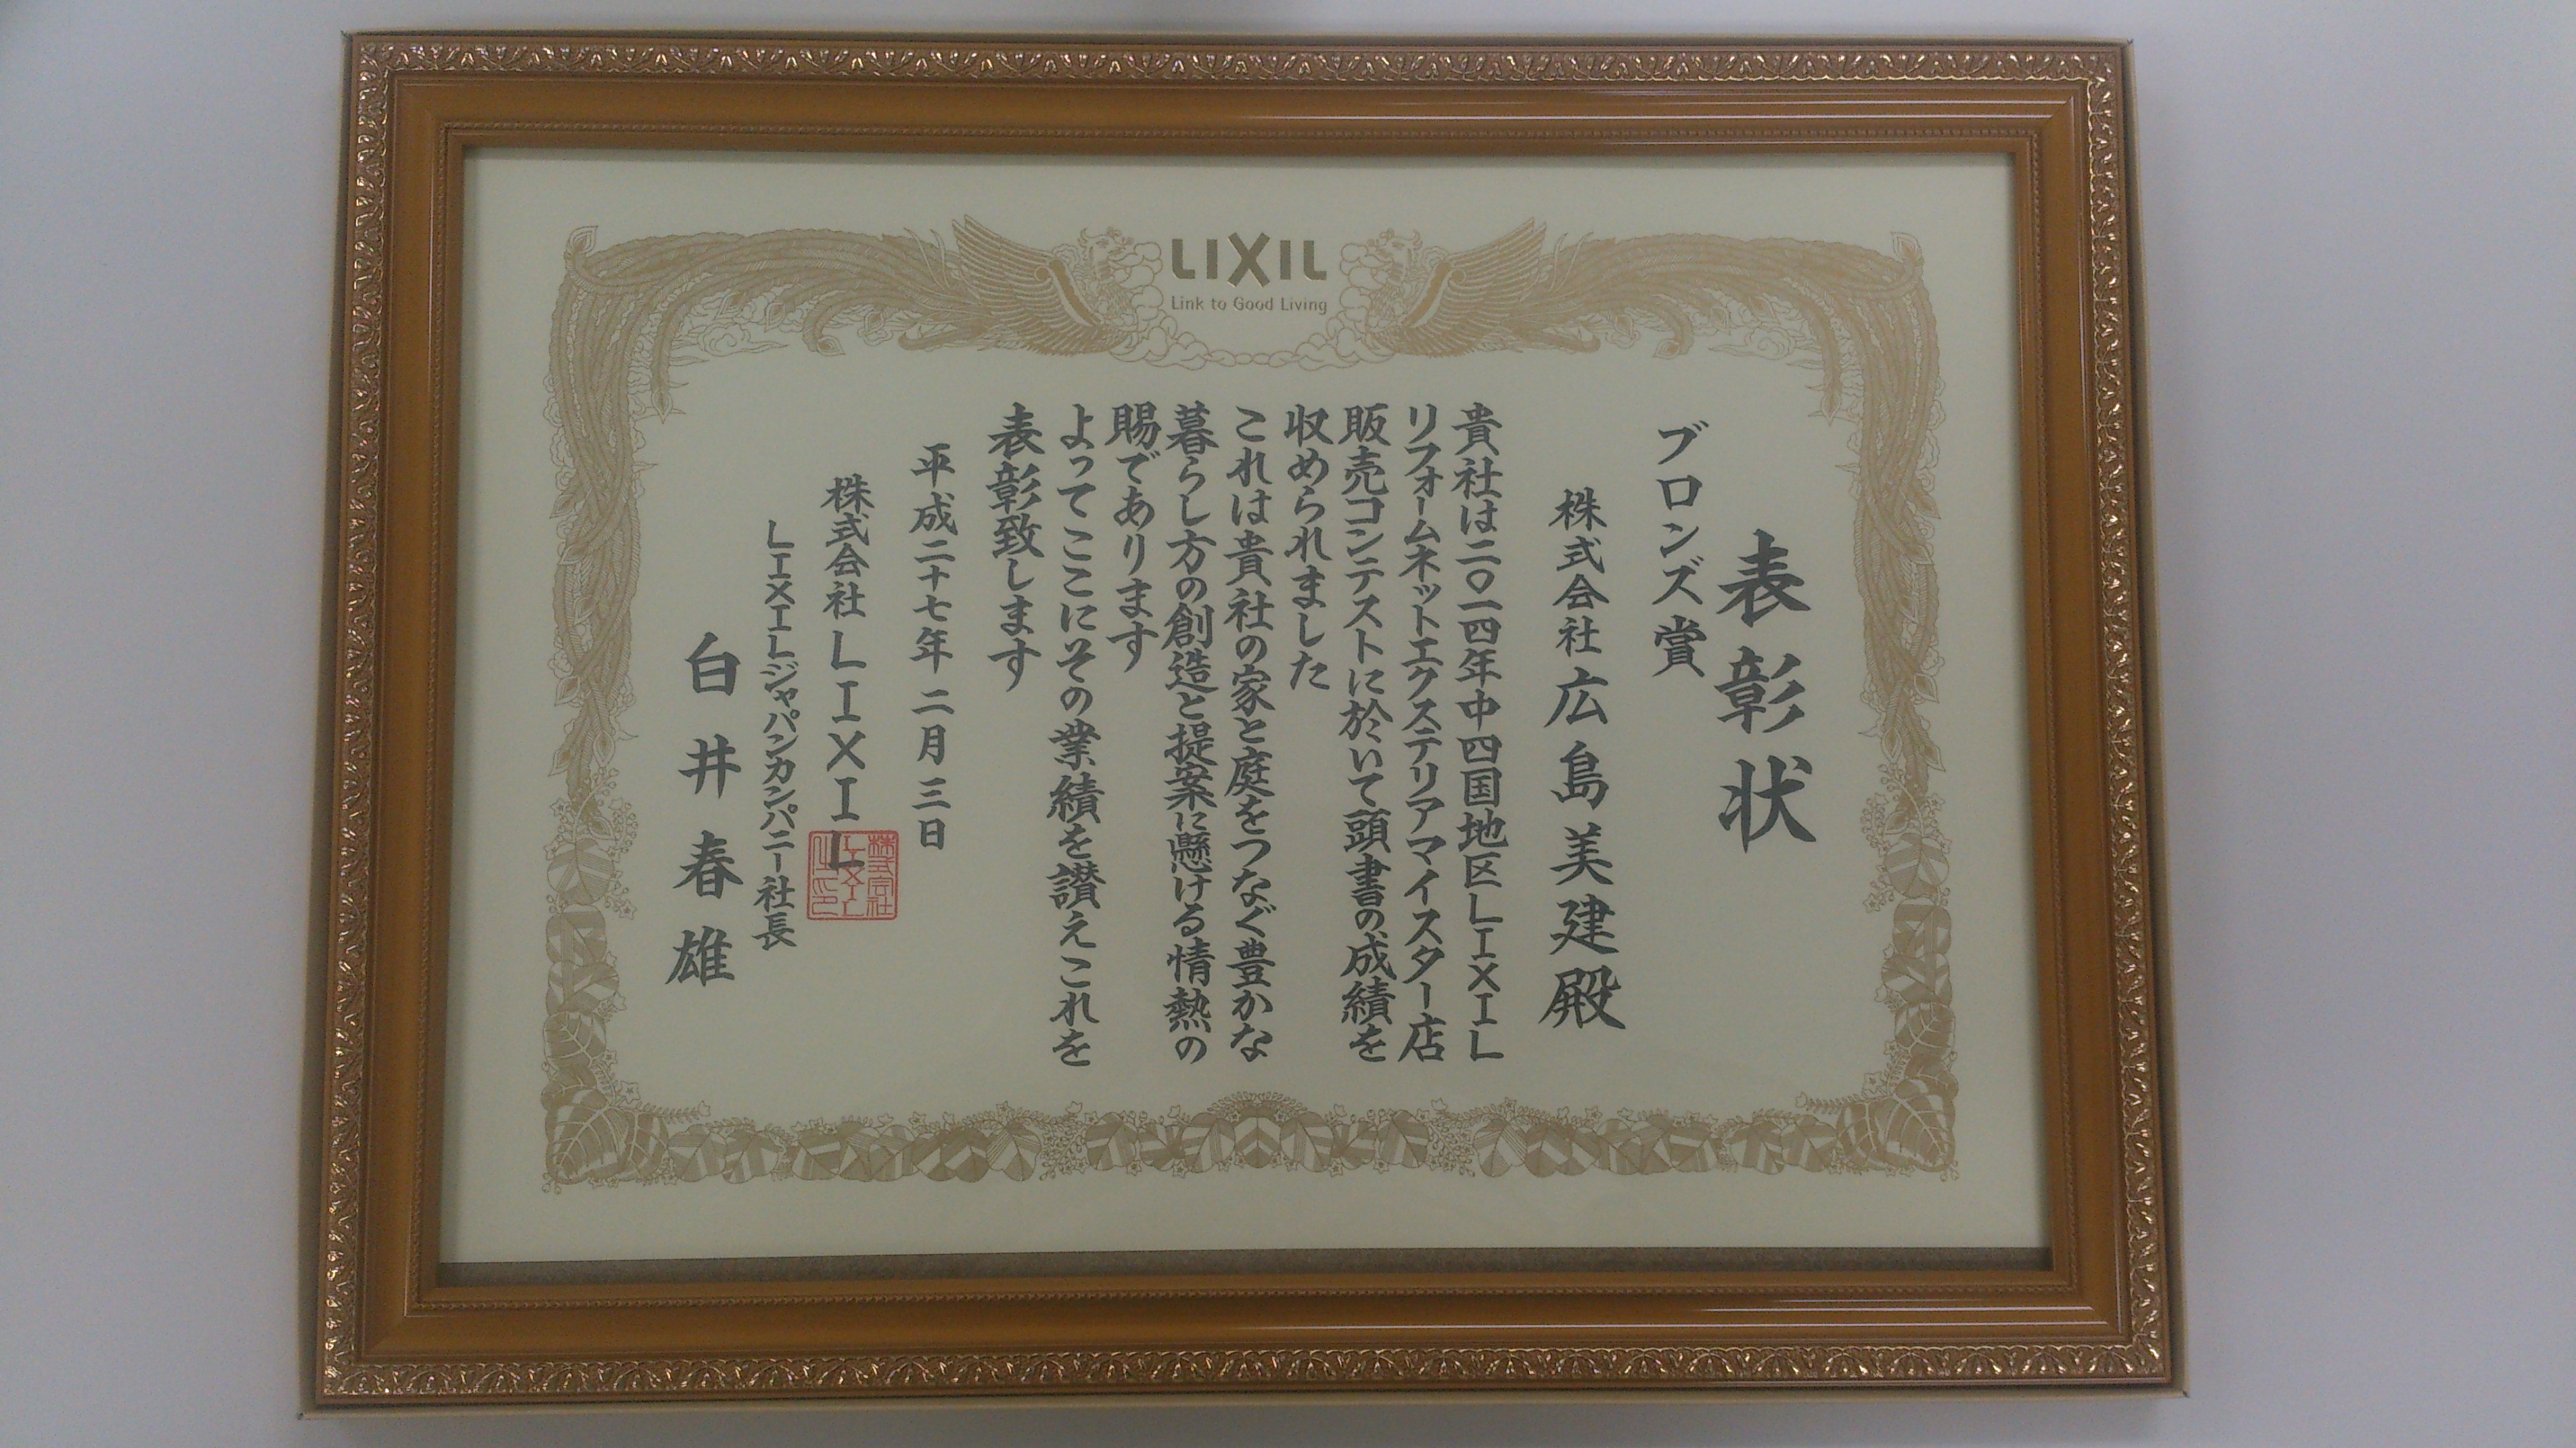 LIXIL
Link to Good Living
表彰状
ブロンズ賞
株式会社 広島美建殿
貴社は二〇一四年中四国地区LIXIL
リフォームネットエクステリアマイスター店
販売コンテストに於いて頭書の成績を
収められました
これは貴社の家と庭をつなぐ豊かな
暮らし方の創造と提案に懸ける情熱の
賜であります
よってここにその業績を讃えこれを
表彰致します
平成二十七年二月三日
株式会社LIXIL
LIXILジャパンカンパニー社長
白井春雄